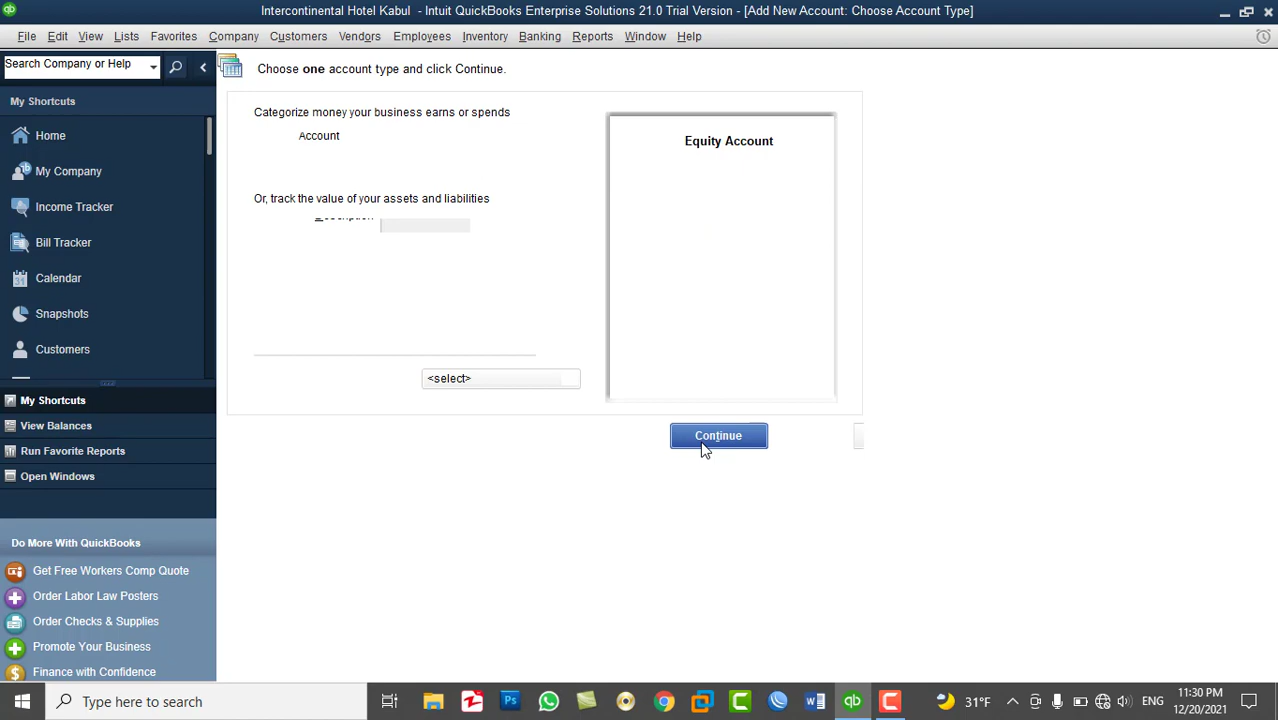 Intercontinental Hotel Kabul - Intuit QuickBooks Enterprise Solutions 21.0 Trial Version - [Add New Account: Choose Account Type]
File Edit View Lists Favorites Company Customers Vendors Employees Inventory Banking Reports Window Help
Search Company or Help
Choose one account type and click Continue.
My Shortcuts
Home
My Company
Income Tracker
Bill Tracker
Calendar
Snapshots
Customers
My Shortcuts
View Balances
Run Favorite Reports
Open Windows
Do More With QuickBooks
Get Free Workers Comp Quote
Order Labor Law Posters
Order Checks & Supplies
Promote Your Business
Finance with Confidence
Categorize money your business earns or spends
Account
Or, track the value of your assets and liabilities
<select>
Equity Account
Continue
Type here to search
31°F
ENG
11:30 PM
12/20/2021